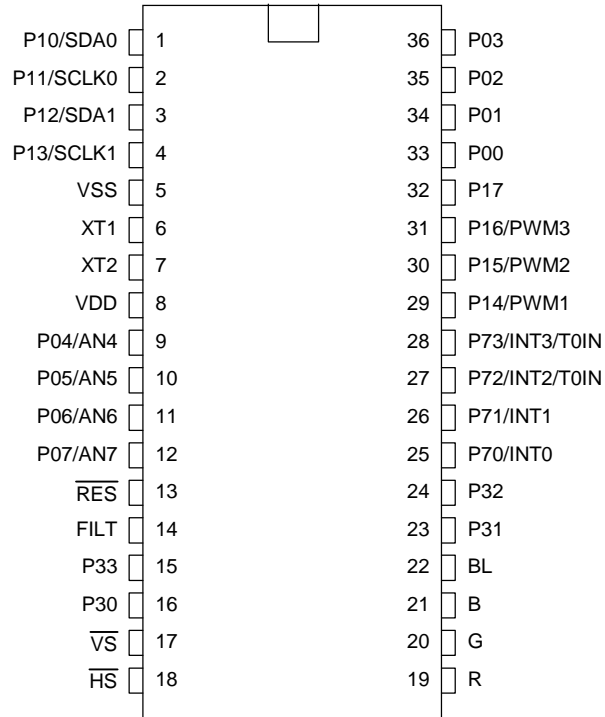 P10/SDA0 1 36 P03
P11/SCLK0 2 35 P02
P12/SDA1 3 34 P01
P13/SCLK1 4 33 P00
VSS 5 32 P17
XT1 6 31 P16/PWM3
XT2 7 30 P15/PWM2
VDD 8 29 P14/PWM1
P04/AN4 9 28 P73/INT3/T0IN
P05/AN5 10 27 P72/INT2/T0IN
P06/AN6 11 26 P71/INT1
P07/AN7 12 25 P70/INT0
R̅E̅S̅ 13 24 P32
FILT 14 23 P31
P33 15 22 BL
P30 16 21 B
V̅S̅ 17 20 G
H̅S̅ 18 19 R